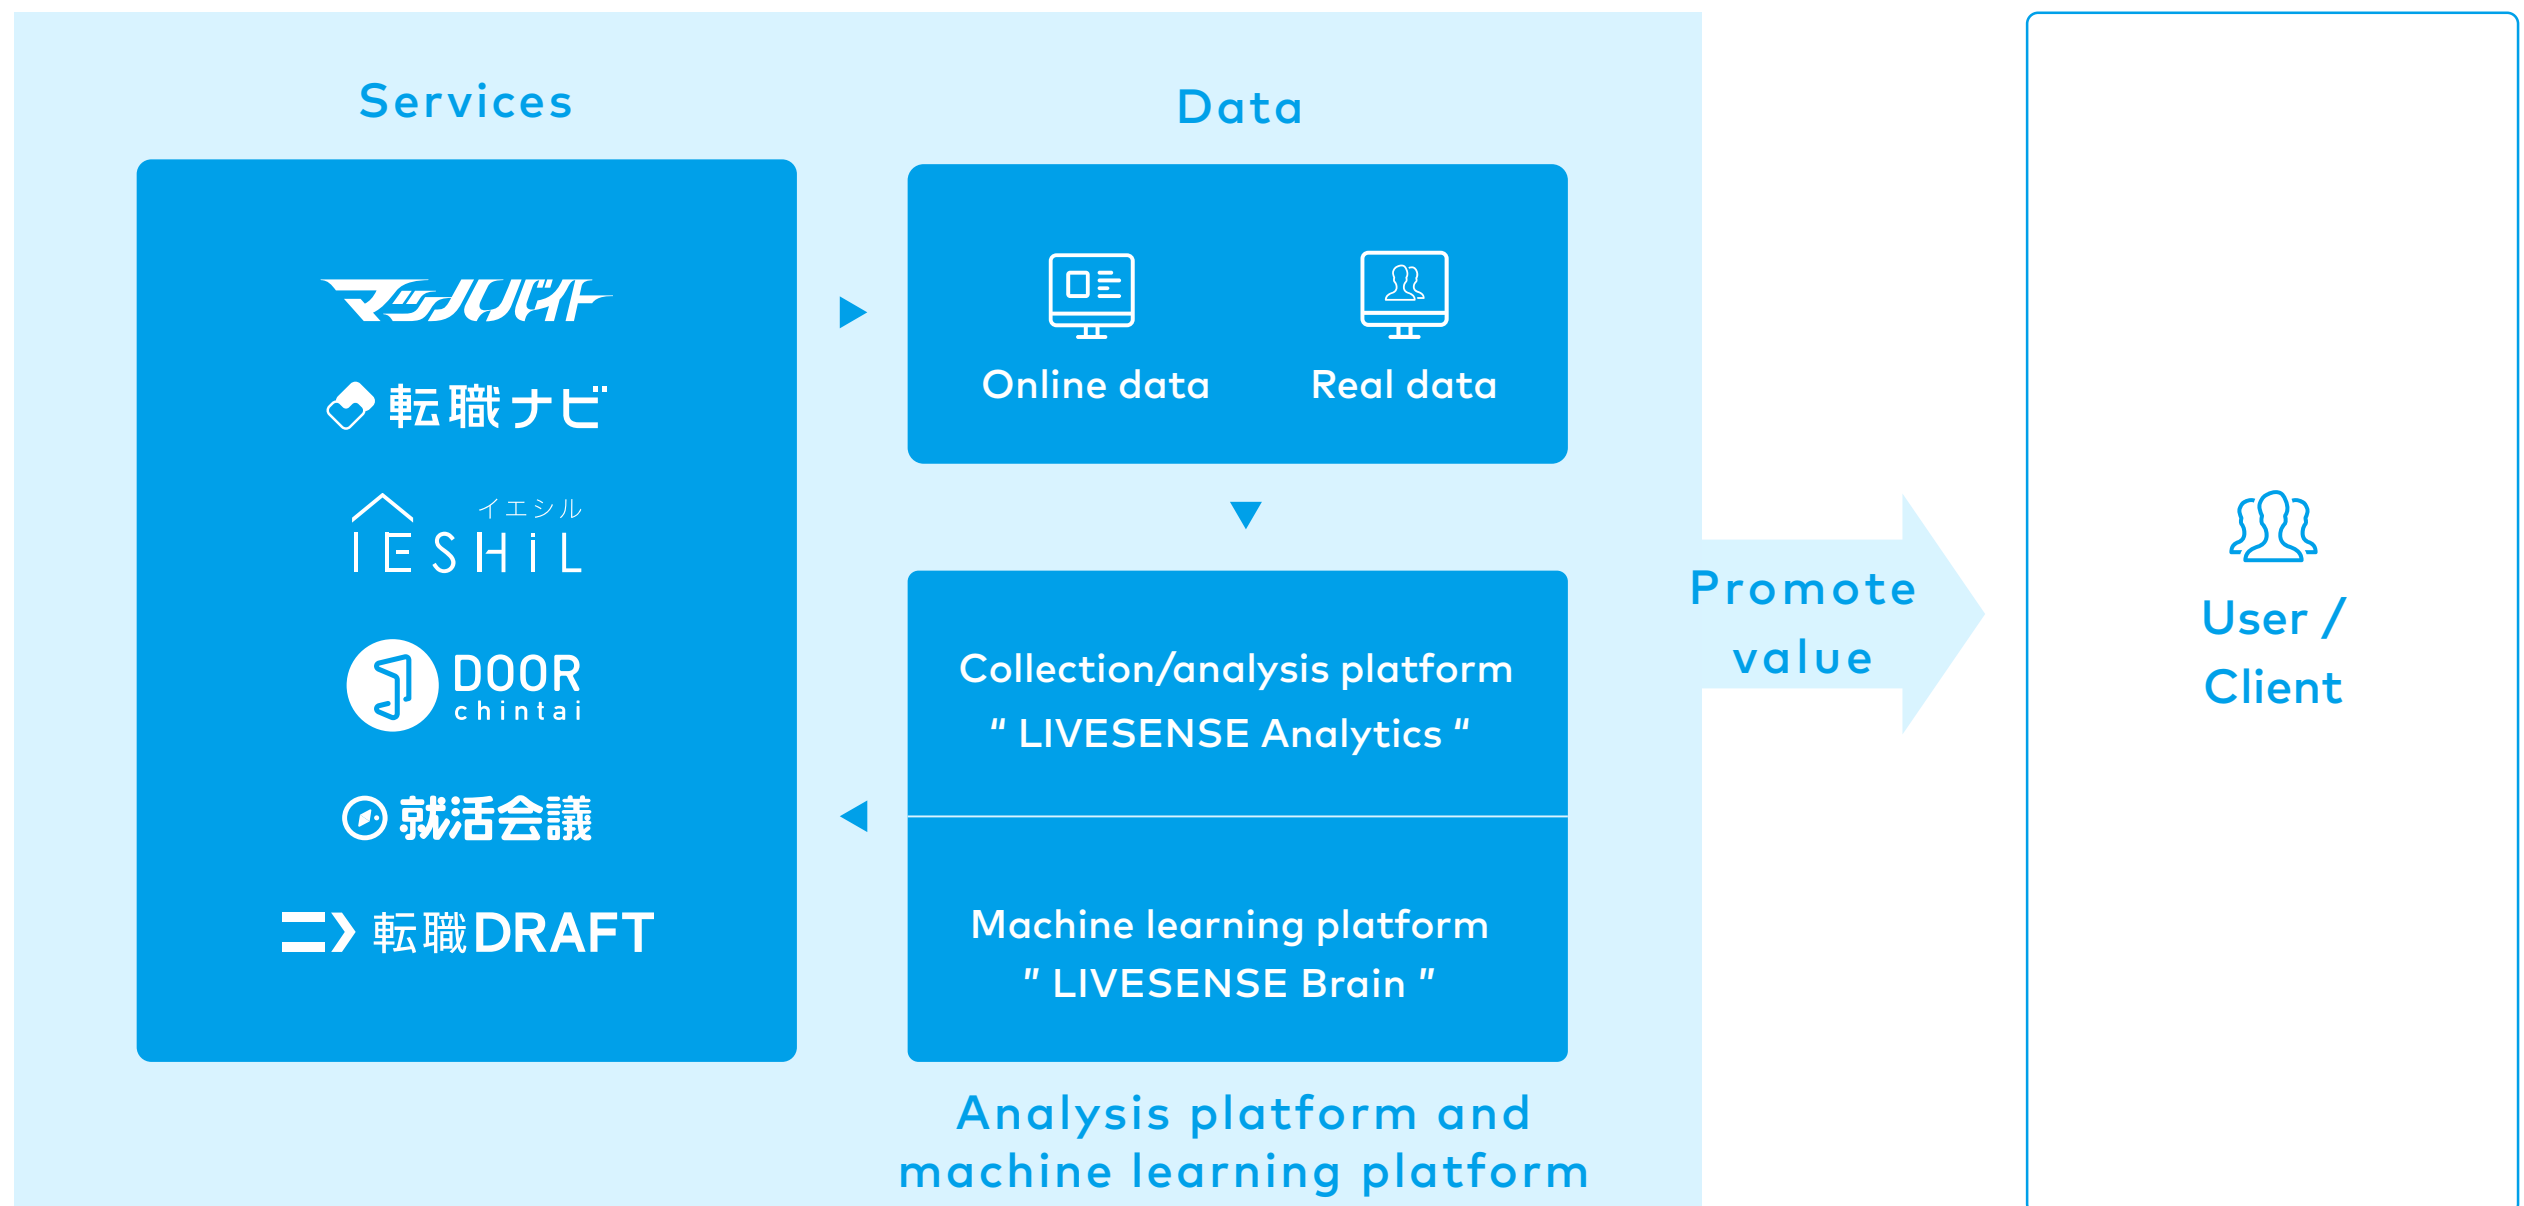 Services
マッハバイト
転職ナビ
イエシル
IESHiL
DOOR
chintai
就活会議
転職DRAFT
Data
Online data
Real data
Collection/analysis platform
“ LIVESENSE Analytics “
Machine learning platform
” LIVESENSE Brain ”
Analysis platform and
machine learning platform
Promote
value
User /
Client